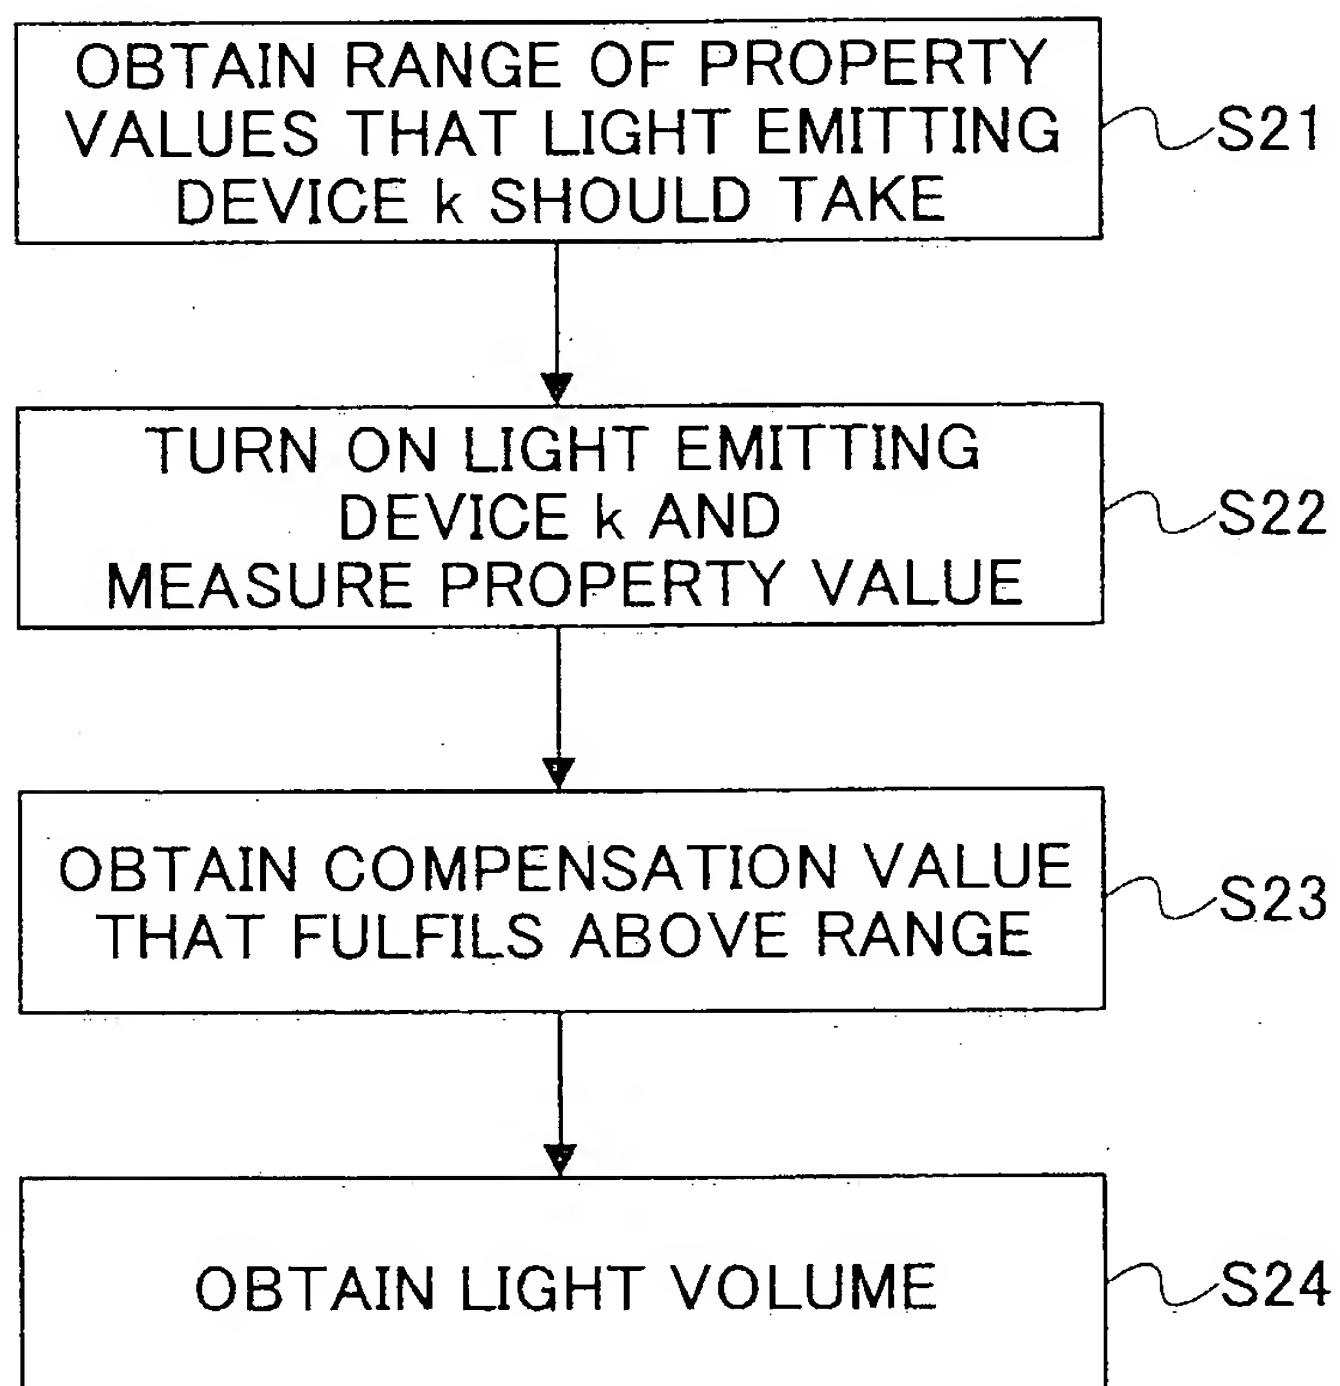 OBTAIN RANGE OF PROPERTY
VALUES THAT LIGHT EMITTING
DEVICE k SHOULD TAKE
S21
TURN ON LIGHT EMITTING
DEVICE k AND
MEASURE PROPERTY VALUE
S22
OBTAIN COMPENSATION VALUE
THAT FULFILS ABOVE RANGE
S23
OBTAIN LIGHT VOLUME
S24